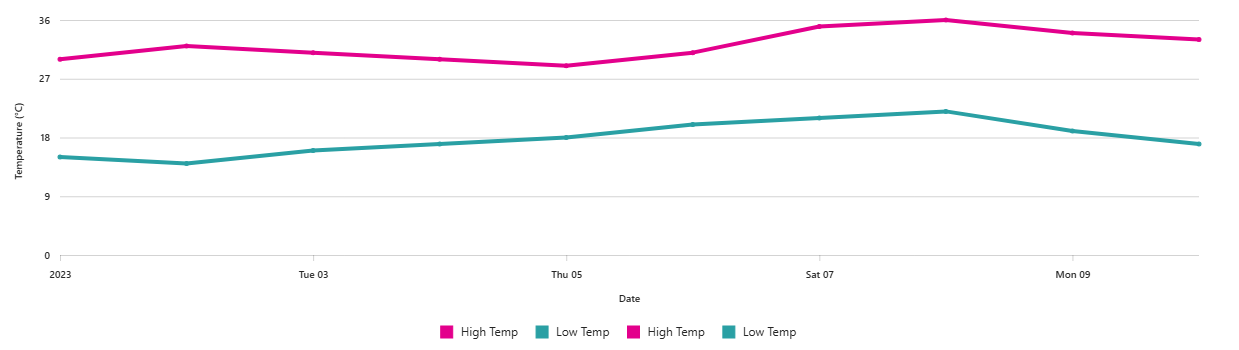 36
27
18
9
0
Temperature (°C)
2023 Tue 03 Thu 05 Sat 07 Mon 09
Date
High Temp Low Temp High Temp Low Temp